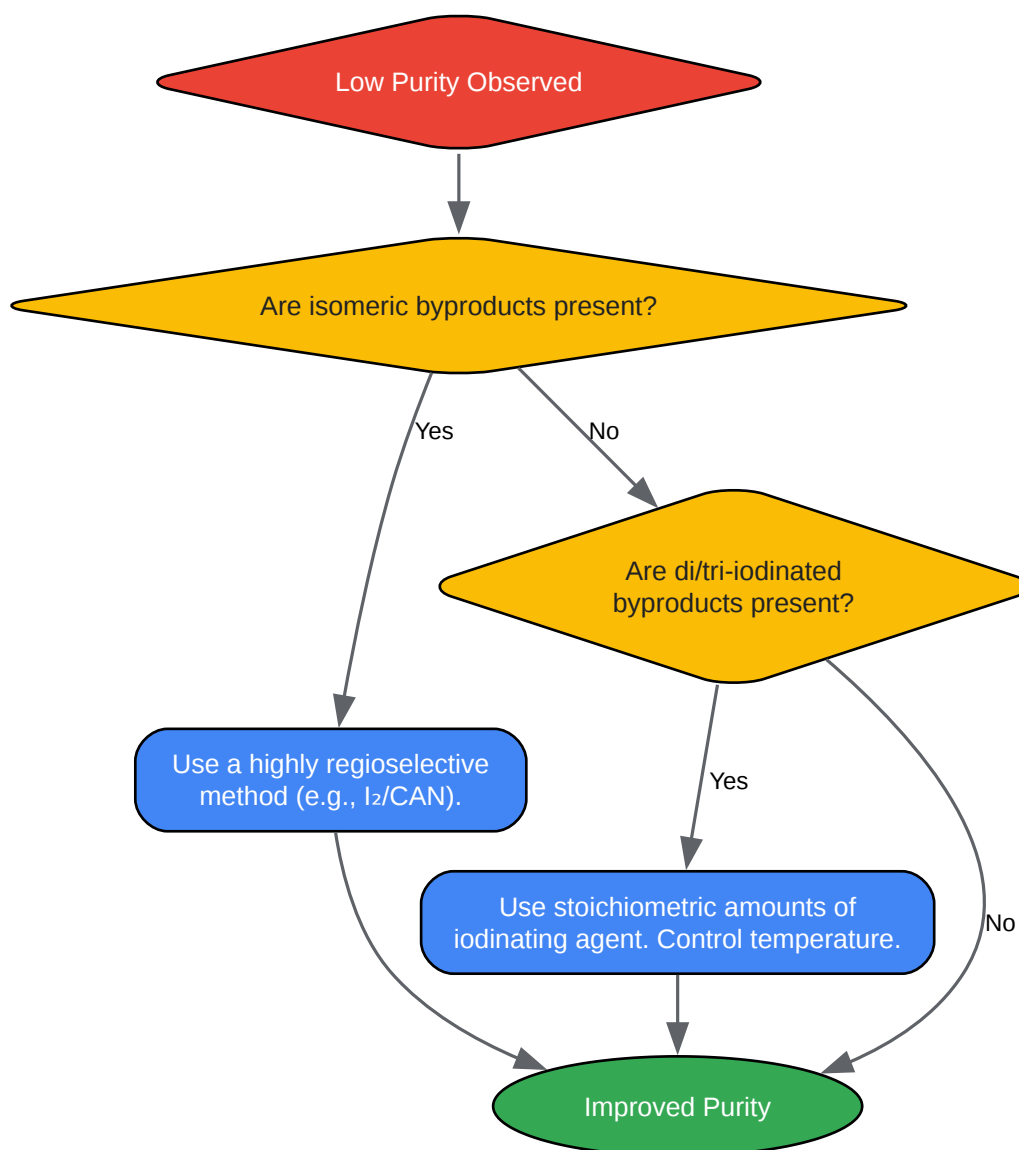 Low Purity Observed
Are isomeric byproducts present?
Yes
No
Are di/tri-iodinated
byproducts present?
Use a highly regioselective
method (e.g., I₂/CAN).
Yes
Use stoichiometric amounts of
iodinating agent. Control temperature.
No
Improved Purity